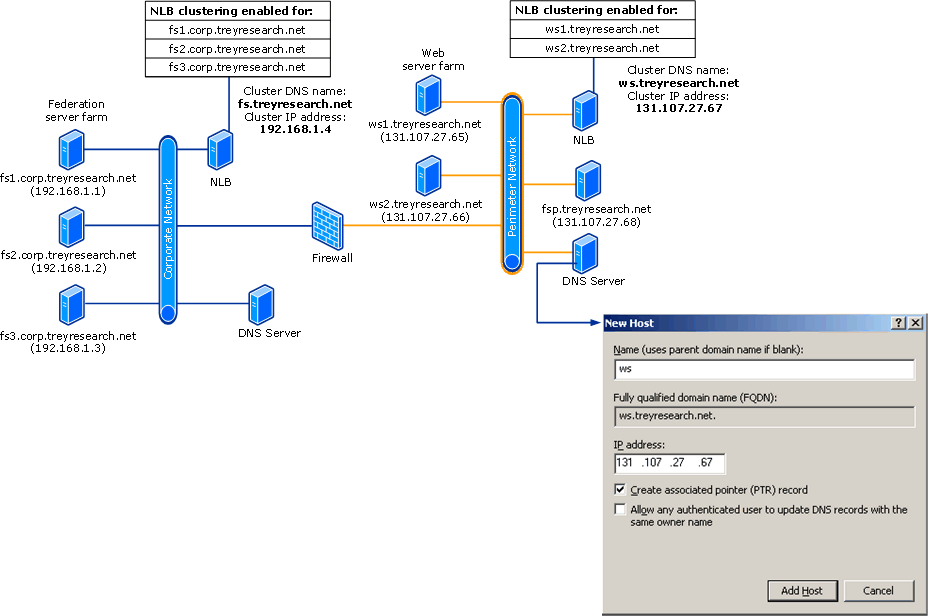 NLB clustering enabled for:
fs1.corp.treyresearch.net
fs2.corp.treyresearch.net
fs3.corp.treyresearch.net
Cluster DNS name:
fs.treyresearch.net
Cluster IP address:
192.168.1.4
Federation
server farm
fs1.corp.treyresearch.net
(192.168.1.1)
fs2.corp.treyresearch.net
(192.168.1.2)
fs3.corp.treyresearch.net
(192.168.1.3)
Corporate Network
NLB
DNS Server
Firewall
Web
server farm
ws1.treyresearch.net
(131.107.27.65)
ws2.treyresearch.net
(131.107.27.66)
Perimeter Network
NLB clustering enabled for:
ws1.treyresearch.net
ws2.treyresearch.net
Cluster DNS name:
ws.treyresearch.net
Cluster IP address:
131.107.27.67
NLB
fsp.treyresearch.net
(131.107.27.68)
DNS Server
New Host
Name (uses parent domain name if blank):
ws
Fully qualified domain name (FQDN):
ws.treyresearch.net.
IP address:
131 .107 .27 .67
Create associated pointer (PTR) record
Allow any authenticated user to update DNS records with the
same owner name
Add Host
Cancel